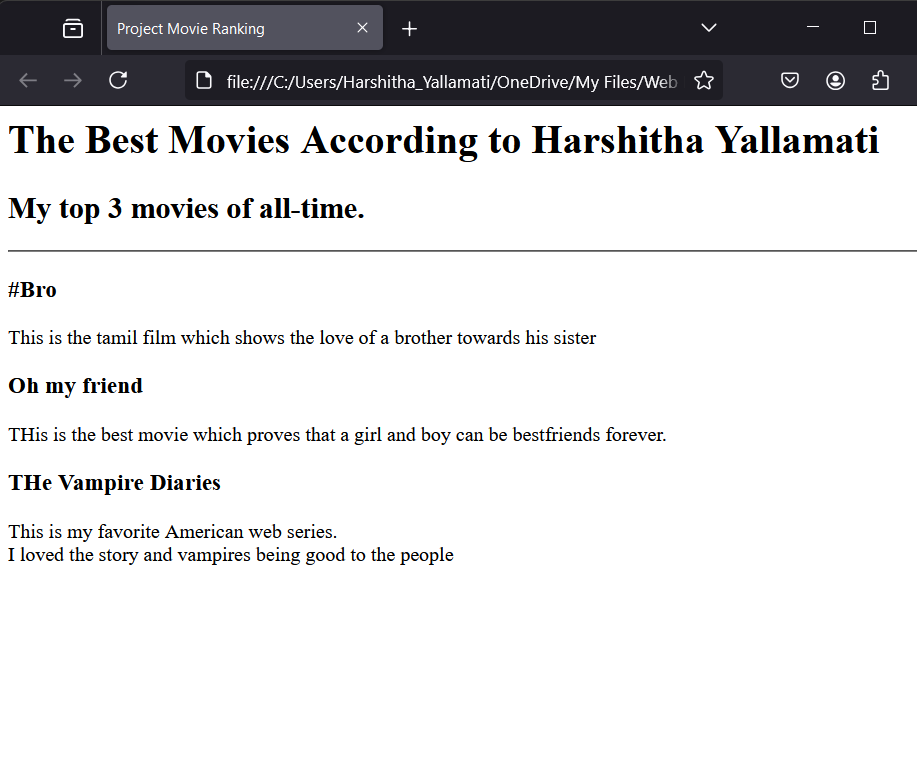 Project Movie Ranking
file:///C:/Users/Harshitha_Yallamati/OneDrive/My Files/Web
The Best Movies According to Harshitha Yallamati
My top 3 movies of all-time.
#Bro
This is the tamil film which shows the love of a brother towards his sister
Oh my friend
THis is the best movie which proves that a girl and boy can be bestfriends forever.
THe Vampire Diaries
This is my favorite American web series.
I loved the story and vampires being good to the people